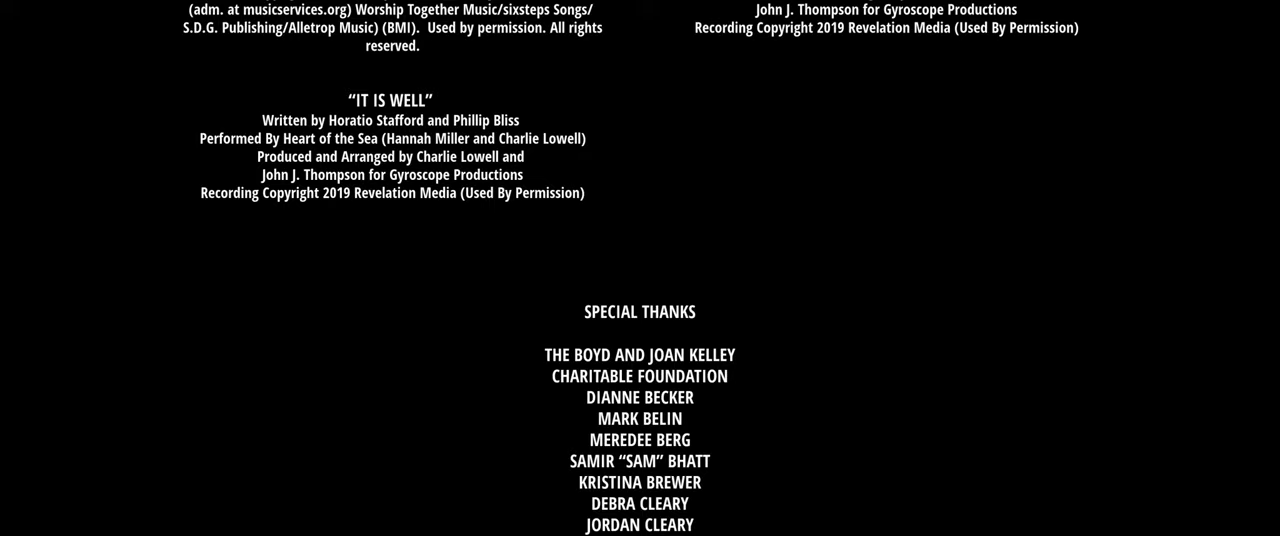 (adm. at musicservices.org) Worship Together Music/sixsteps Songs/
S.D.G. Publishing/Alletrop Music) (BMI).  Used by permission. All rights
reserved.
John J. Thompson for Gyroscope Productions
Recording Copyright 2019 Revelation Media (Used By Permission)
“IT IS WELL”
Written by Horatio Stafford and Phillip Bliss
Performed By Heart of the Sea (Hannah Miller and Charlie Lowell)
Produced and Arranged by Charlie Lowell and
John J. Thompson for Gyroscope Productions
Recording Copyright 2019 Revelation Media (Used By Permission)
SPECIAL THANKS
THE BOYD AND JOAN KELLEY
CHARITABLE FOUNDATION
DIANNE BECKER
MARK BELIN
MEREDEE BERG
SAMIR “SAM” BHATT
KRISTINA BREWER
DEBRA CLEARY
JORDAN CLEARY